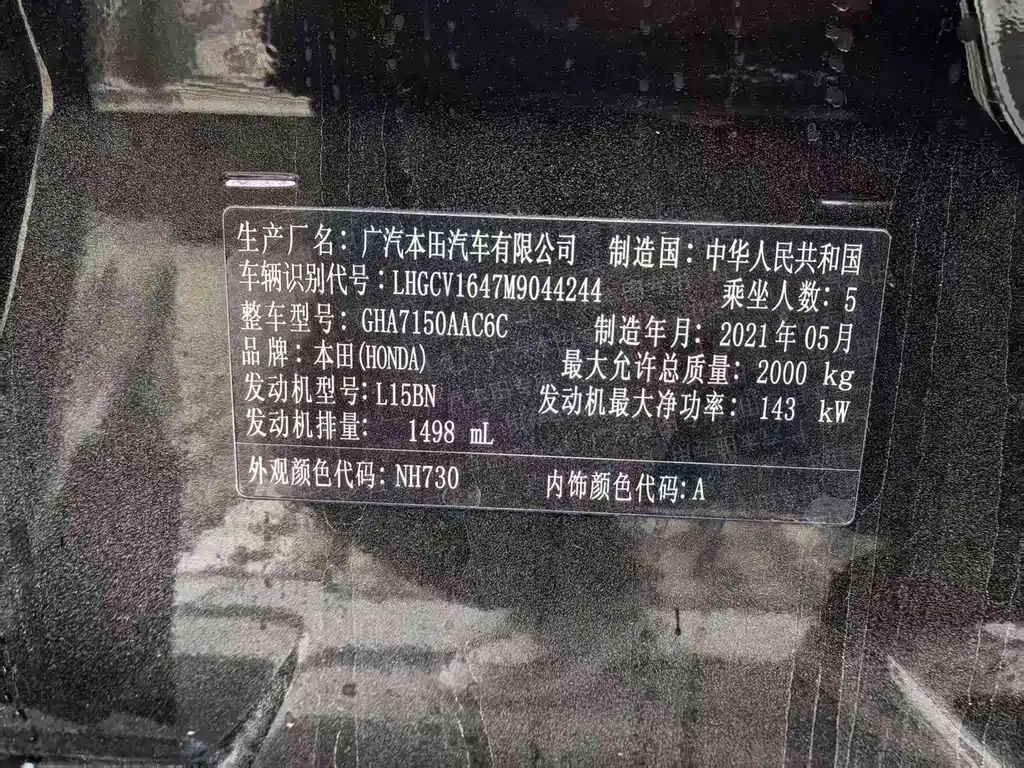 生产厂名：广汽本田汽车有限公司 制造国：中华人民共和国
车辆识别代号：LHGCV1647M9044244 乘坐人数：5
整车型号：GHA7150AAC6C 制造年月：2021年05月
品牌：本田(HONDA) 最大允许总质量：2000 kg
发动机型号：L15BN 发动机最大净功率：143 kW
发动机排量：1498 mL
外观颜色代码：NH730 内饰颜色代码：A